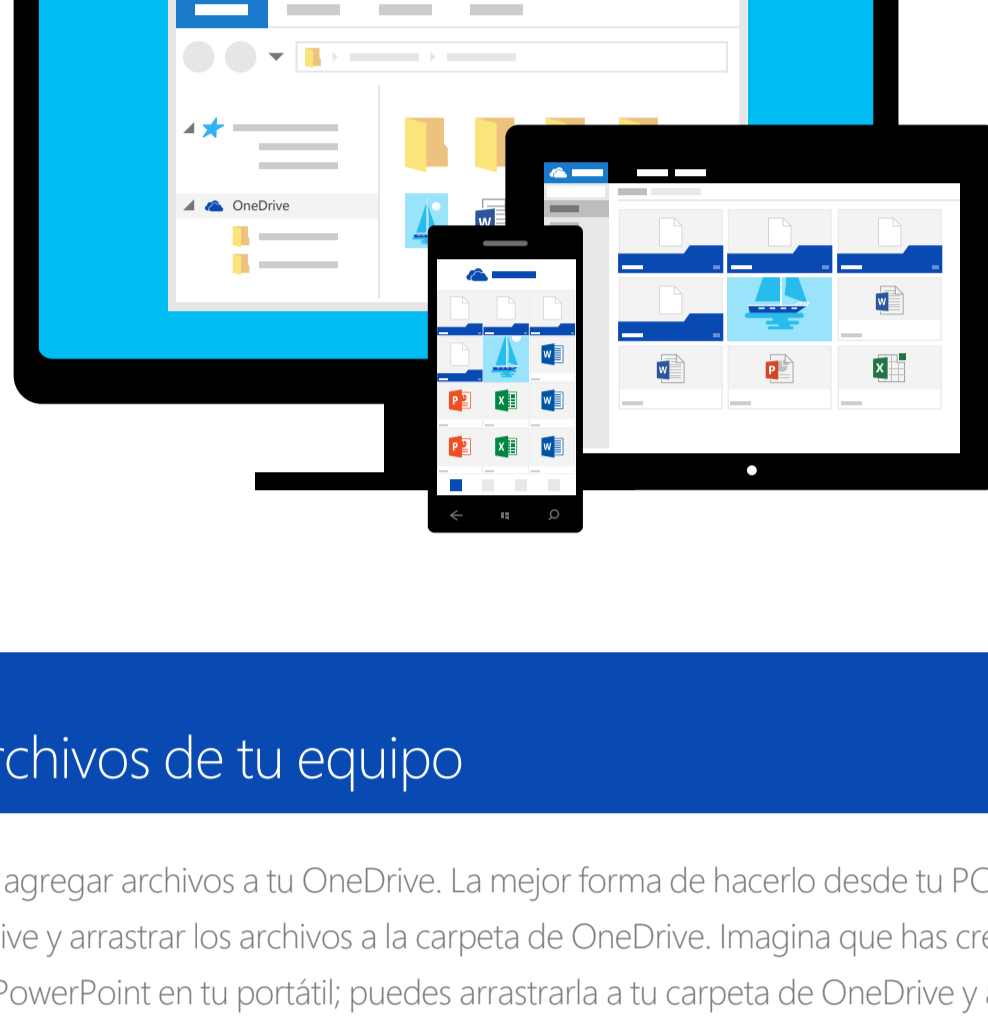 OneDrive
rchivos de tu equipo
agregar archivos a tu OneDrive. La mejor forma de hacerlo desde tu PC
ive y arrastrar los archivos a la carpeta de OneDrive. Imagina que has cre
PowerPoint en tu portátil; puedes arrastrarla a tu carpeta de OneDrive y a